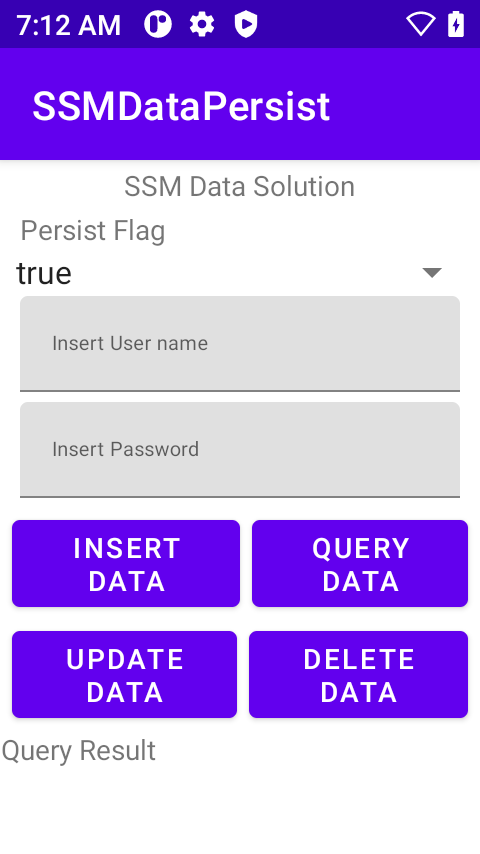 7:12 AM
SSMDataPersist
SSM Data Solution
Persist Flag
true
Insert User name
Insert Password
INSERT DATA
QUERY DATA
UPDATE DATA
DELETE DATA
Query Result